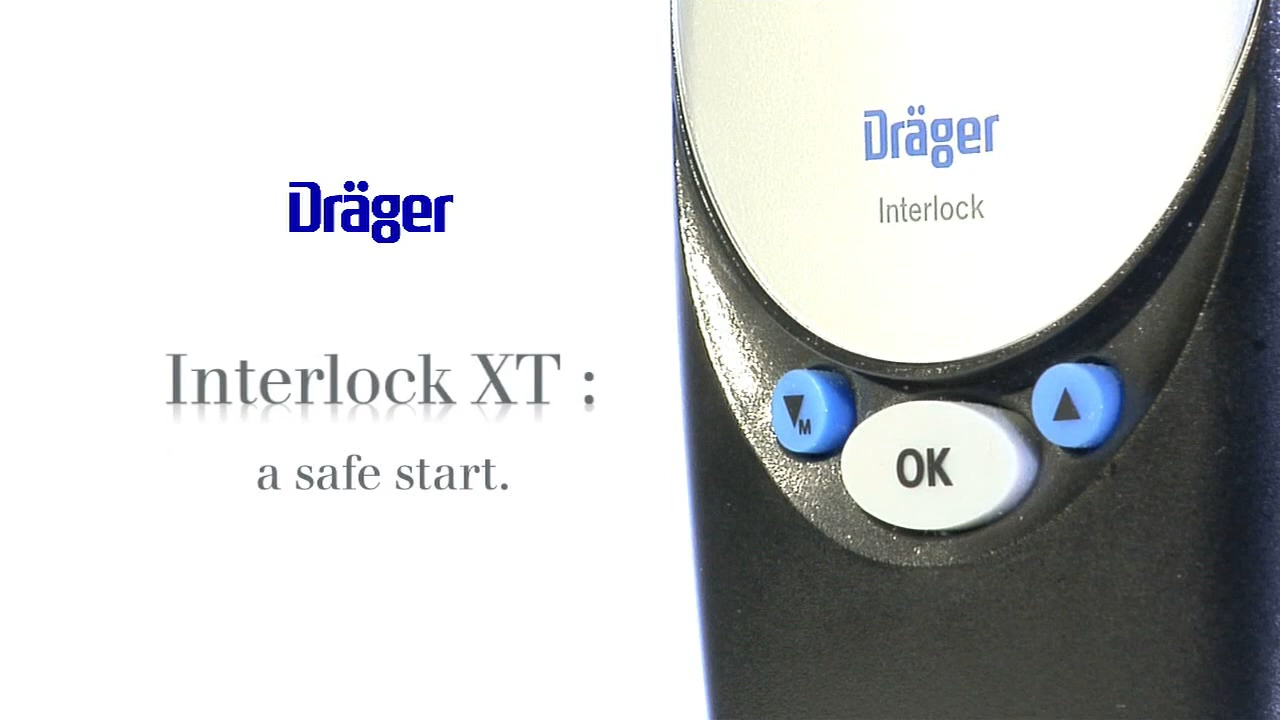 Dräger
Interlock XT :
a safe start.
Dräger
Interlock
M
OK